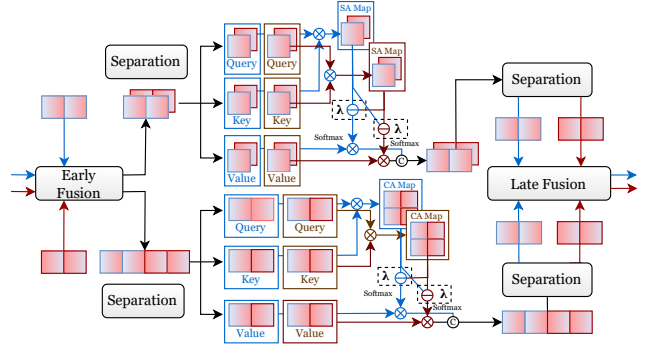 SA Map
Separation
Query
Query
SA Map
Separation
Key
Key
λ
λ
Softmax
Softmax
Value
Value
C
Early
Fusion
Late Fusion
CA Map
Query
Query
CA Map
Key
Key
λ
λ
Separation
Separation
Softmax
Softmax
Value
Value
C